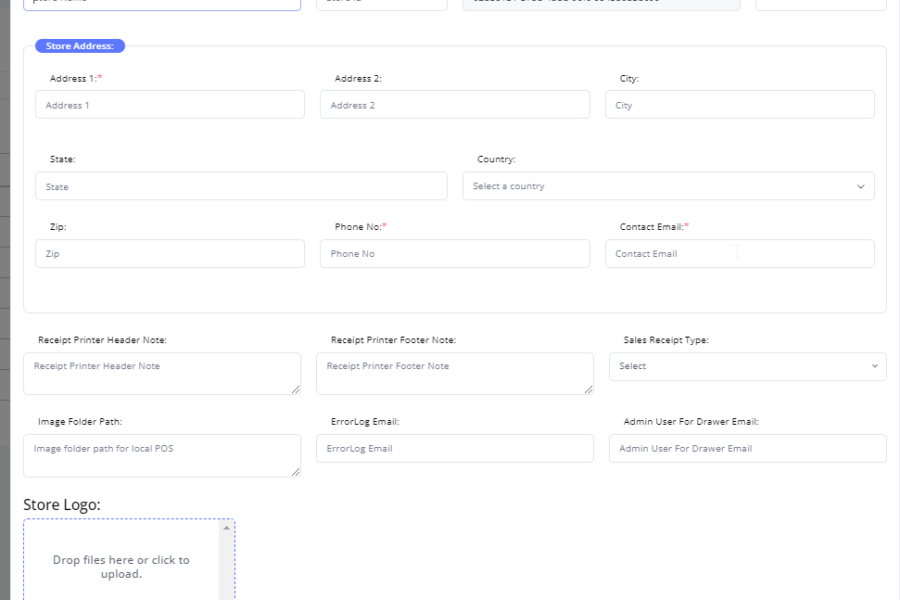 Store Address:
Address 1:* Address 2: City:
Address 1 Address 2 City
State: Country:
State Select a country
Zip: Phone No:* Contact Email:*
Zip Phone No Contact Email
Receipt Printer Header Note: Receipt Printer Footer Note: Sales Receipt Type:
Receipt Printer Header Note Receipt Printer Footer Note Select
Image Folder Path: ErrorLog Email: Admin User For Drawer Email:
Image folder path for local POS ErrorLog Email Admin User For Drawer Email
Store Logo:
Drop files here or click to
upload.